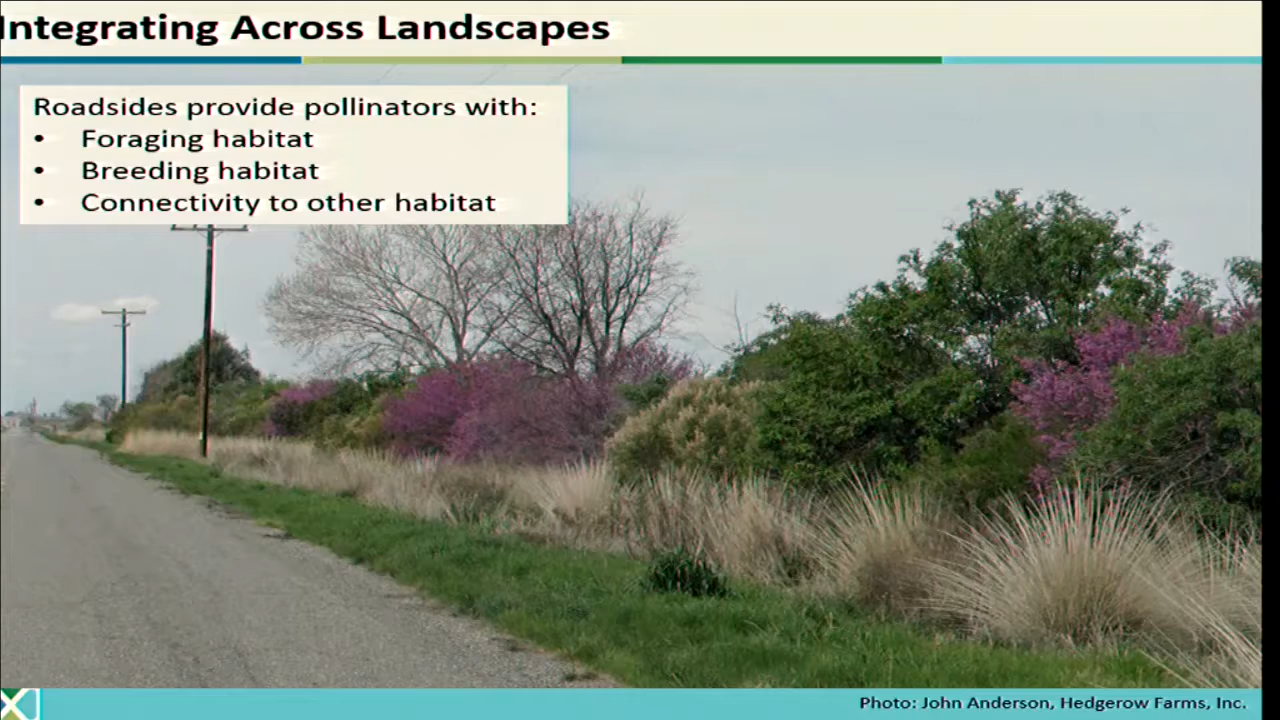 Integrating Across Landscapes
Roadsides provide pollinators with:
• Foraging habitat
• Breeding habitat
• Connectivity to other habitat
Photo: John Anderson, Hedgerow Farms, Inc.